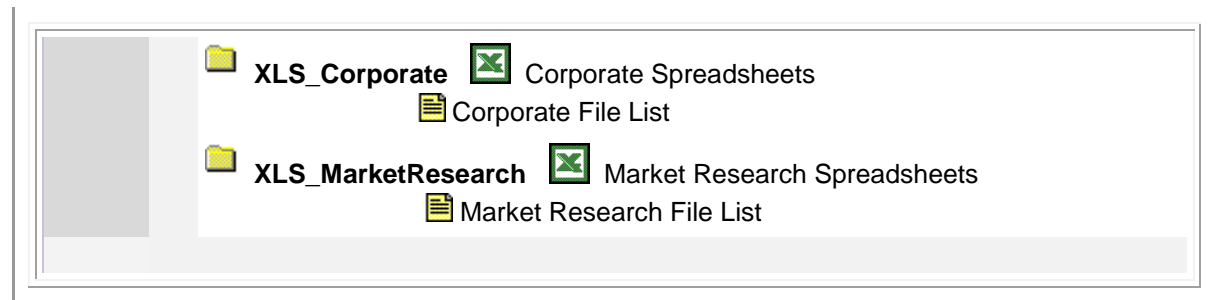 XLS_Corporate Corporate Spreadsheets
Corporate File List
XLS_MarketResearch Market Research Spreadsheets
Market Research File List